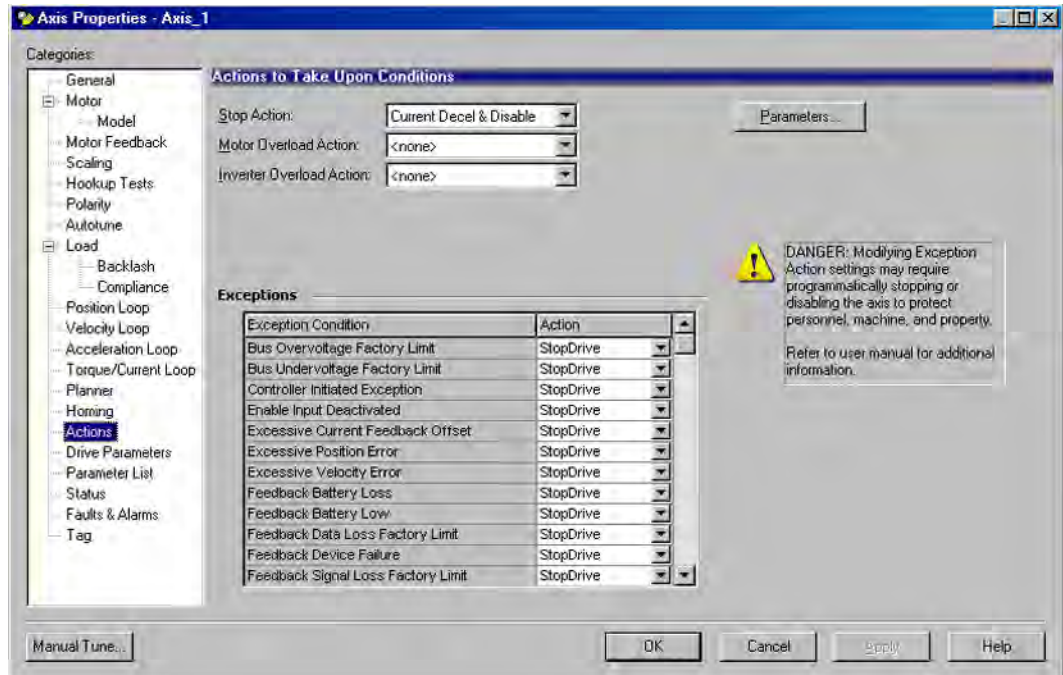 Axis Properties - Axis_1
Categories:
General
Motor
Model
Motor Feedback
Scaling
Hookup Tests
Polarity
Autotune
Load
Backlash
Compliance
Position Loop
Velocity Loop
Acceleration Loop
Torque/Current Loop
Planner
Homing
Actions
Drive Parameters
Parameter List
Status
Faults & Alarms
Tag
Actions to Take Upon Conditions
Stop Action: Current Decel & Disable
Motor Overload Action: <none>
Inverter Overload Action: <none>
Parameters...
DANGER: Modifying Exception
Action settings may require
programmatically stopping or
disabling the axis to protect
personnel, machine, and property.
Refer to user manual for additional
information.
Exceptions
Exception Condition Action
Bus Overvoltage Factory Limit StopDrive
Bus Undervoltage Factory Limit StopDrive
Controller Initiated Exception StopDrive
Enable Input Deactivated StopDrive
Excessive Current Feedback Offset StopDrive
Excessive Position Error StopDrive
Excessive Velocity Error StopDrive
Feedback Battery Loss StopDrive
Feedback Battery Low StopDrive
Feedback Data Loss Factory Limit StopDrive
Feedback Device Failure StopDrive
Feedback Signal Loss Factory Limit StopDrive
Manual Tune...
OK
Cancel
Apply
Help